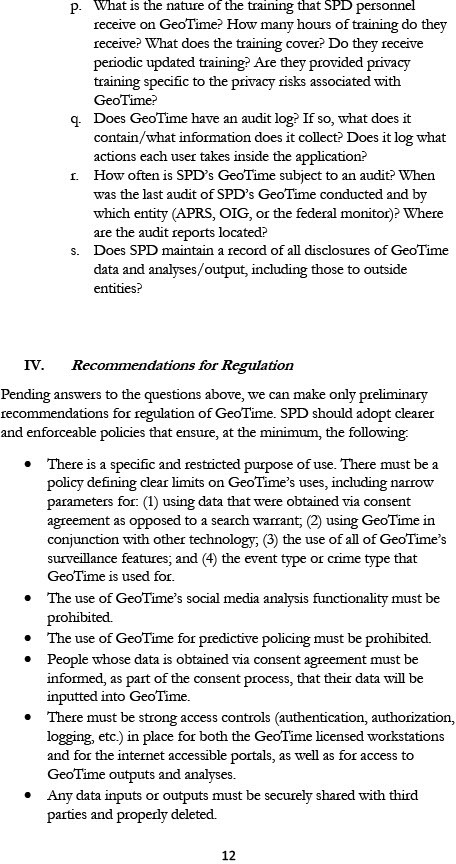 p. What is the nature of the training that SPD personnel
receive on GeoTime? How many hours of training do they
receive? What does the training cover? Do they receive
periodic updated training? Are they provided privacy
training specific to the privacy risks associated with
GeoTime?
q. Does GeoTime have an audit log? If so, what does it
contain/what information does it collect? Does it log what
actions each user takes inside the application?
r. How often is SPD's GeoTime subject to an audit? When
was the last audit of SPD's GeoTime conducted and by
which entity (APRS, OIG, or the federal monitor)? Where
are the audit reports located?
s. Does SPD maintain a record of all disclosures of GeoTime
data and analyses/output, including those to outside
entities?
IV. Recommendations for Regulation
Pending answers to the questions above, we can make only preliminary
recommendations for regulation of GeoTime. SPD should adopt clearer
and enforceable policies that ensure, at the minimum, the following:
• There is a specific and restricted purpose of use. There must be a
policy defining clear limits on GeoTime's uses, including narrow
parameters for: (1) using data that were obtained via consent
agreement as opposed to a search warrant; (2) using GeoTime in
conjunction with other technology; (3) the use of all of GeoTime's
surveillance features; and (4) the event type or crime type that
GeoTime is used for.
• The use of GeoTime's social media analysis functionality must be
prohibited.
• The use of GeoTime for predictive policing must be prohibited.
• People whose data is obtained via consent agreement must be
informed, as part of the consent process, that their data will be
inputted into GeoTime.
• There must be strong access controls (authentication, authorization,
logging, etc.) in place for both the GeoTime licensed workstations
and for the internet accessible portals, as well as for access to
GeoTime outputs and analyses.
• Any data inputs or outputs must be securely shared with third
parties and properly deleted.
12